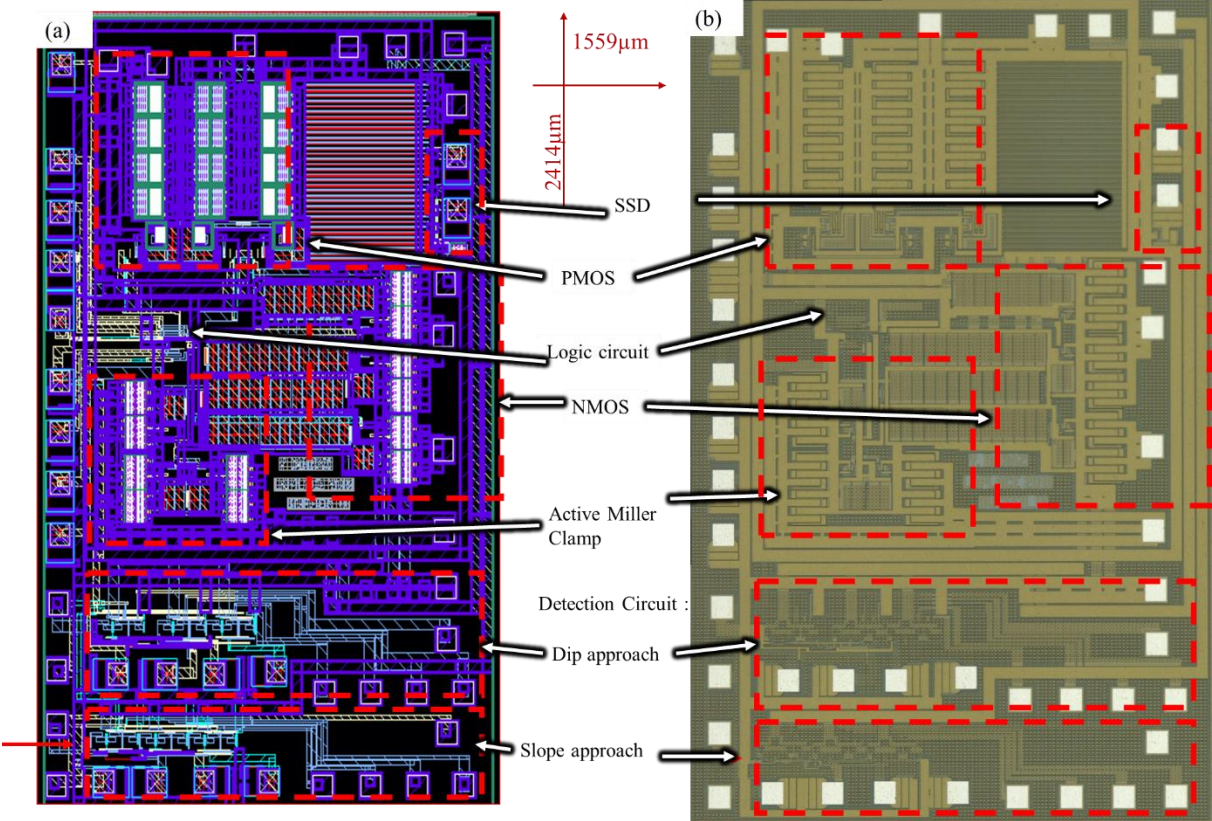 (a)
(b)
1559µm
2414µm
SSD
PMOS
Logic circuit
NMOS
Active Miller
Clamp
Detection Circuit :
Dip approach
Slope approach